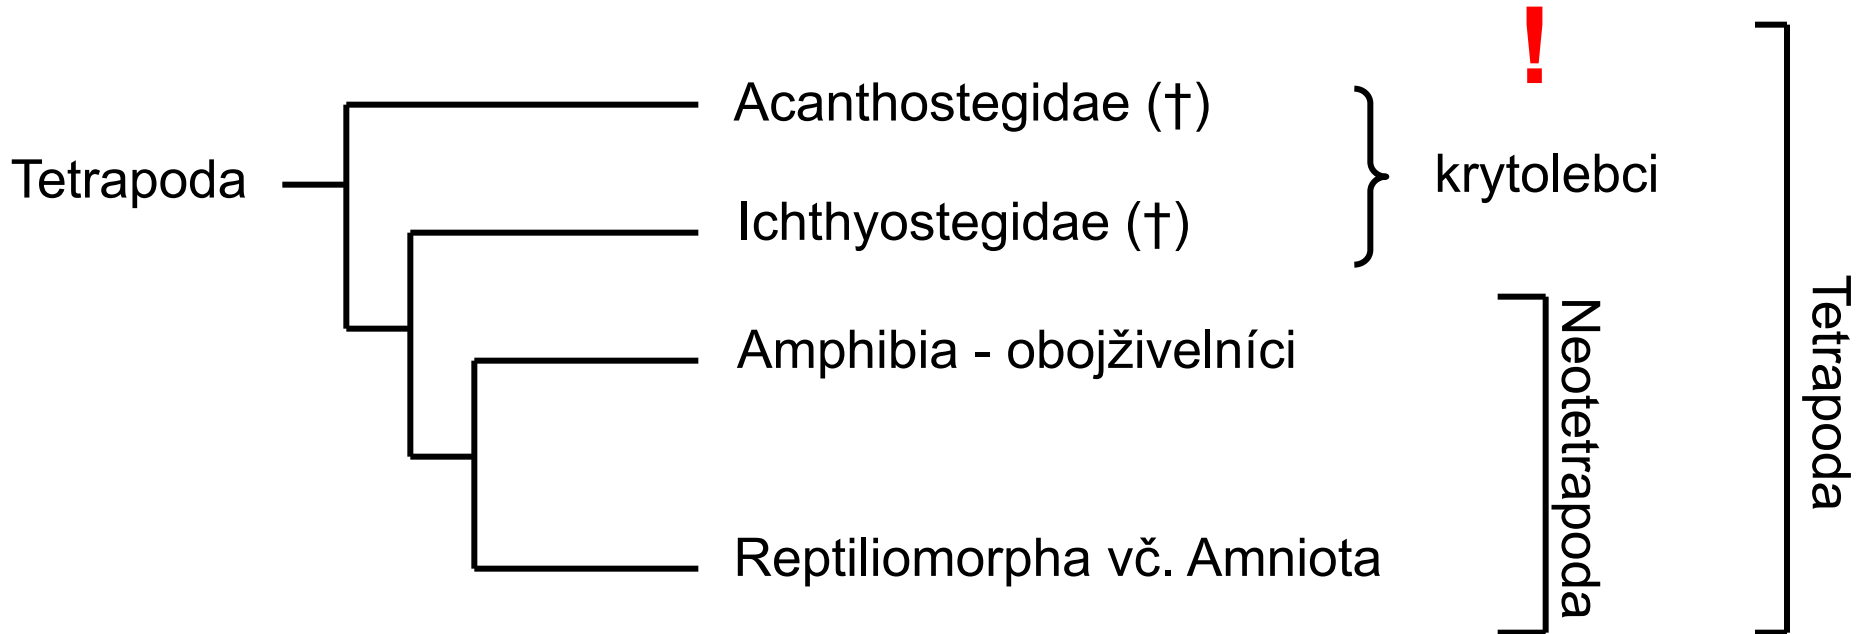 !
Acanthostegidae (†)
Tetrapoda
krytolebci
Ichthyostegidae (†)
Amphibia - obojživelníci
Reptiliomorpha vč. Amniota
Neotetrapoda
Tetrapoda